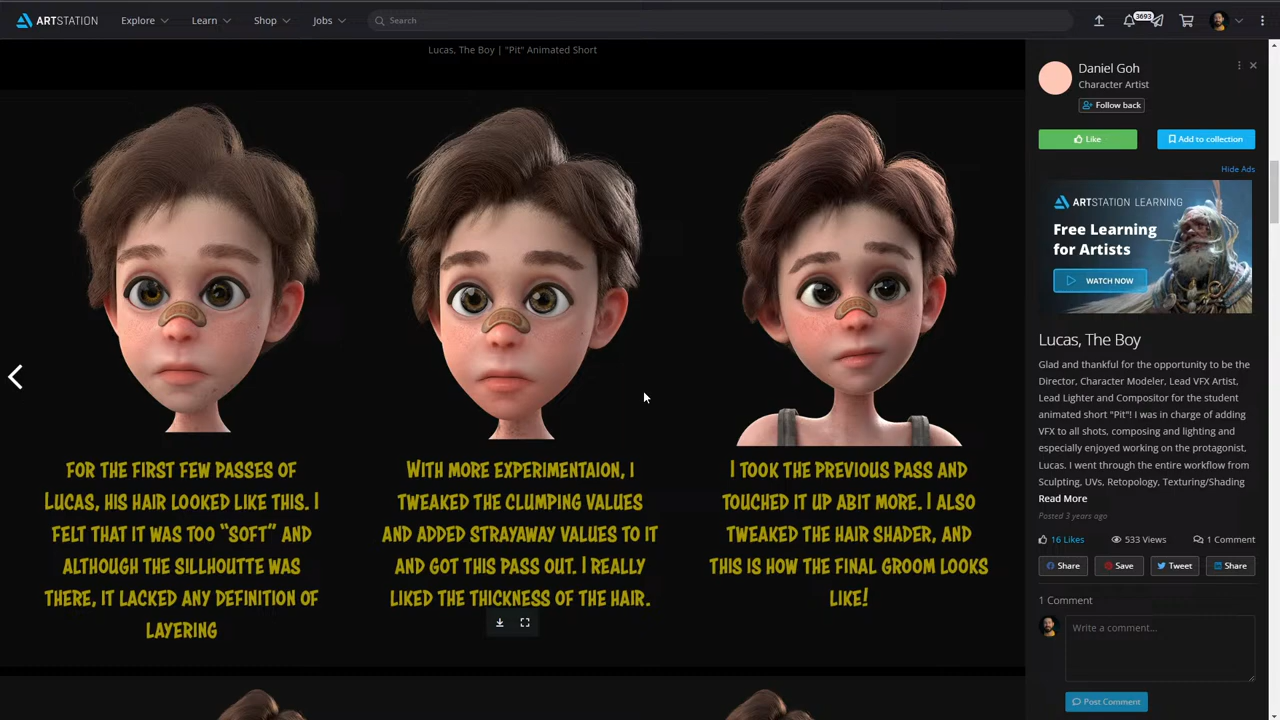 ARTSTATION
Explore
Learn
Shop
Jobs
Search
3693
Lucas, The Boy | "Pit" Animated Short
FOR THE FIRST FEW PASSES OF
LUCAS, HIS HAIR LOOKED LIKE THIS. I
FELT THAT IT WAS TOO “SOFT” AND
ALTHOUGH THE SILLHOUTTE WAS
THERE, IT LACKED ANY DEFINITION OF
LAYERING
WITH MORE EXPERIMENTAION, I
TWEAKED THE CLUMPING VALUES
AND ADDED STRAYAWAY VALUES TO IT
AND GOT THIS PASS OUT. I REALLY
LIKED THE THICKNESS OF THE HAIR.
I TOOK THE PREVIOUS PASS AND
TOUCHED IT UP ABIT MORE. I ALSO
TWEAKED THE HAIR SHADER, AND
THIS IS HOW THE FINAL GROOM LOOKS
LIKE!
Daniel Goh
Character Artist
Follow back
Like
Add to collection
Hide Ads
ARTSTATION LEARNING
Free Learning
for Artists
WATCH NOW
Lucas, The Boy
Glad and thankful for the opportunity to be the
Director, Character Modeler, Lead VFX Artist,
Lead Lighter and Compositor for the student
animated short "Pit"! I was in charge of adding
VFX to all shots, composing and lighting and
especially enjoyed working on the protagonist,
Lucas. I went through the entire workflow from
Sculpting, UVs, Retopology, Texturing/Shading
Read More
Posted 3 years ago
16 Likes
533 Views
1 Comment
Share
Save
Tweet
Share
1 Comment
Write a comment...
Post Comment